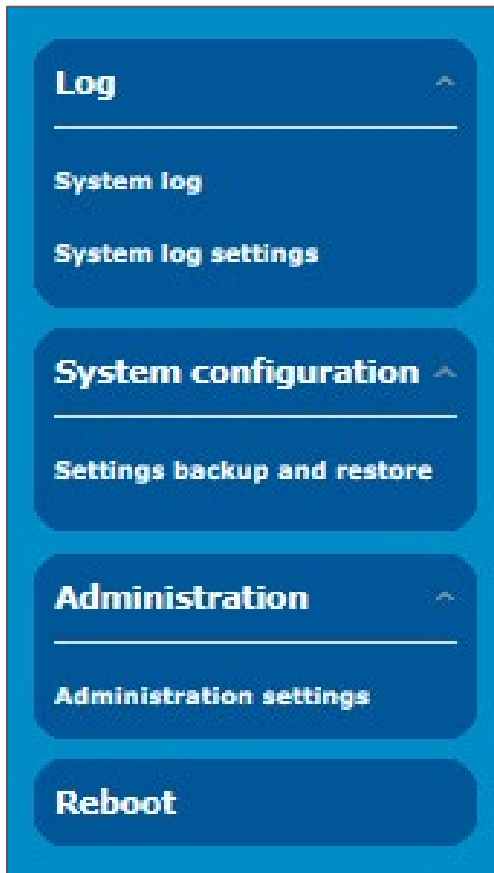 Log
System log
System log settings
System configuration
Settings backup and restore
Administration
Administration settings
Reboot